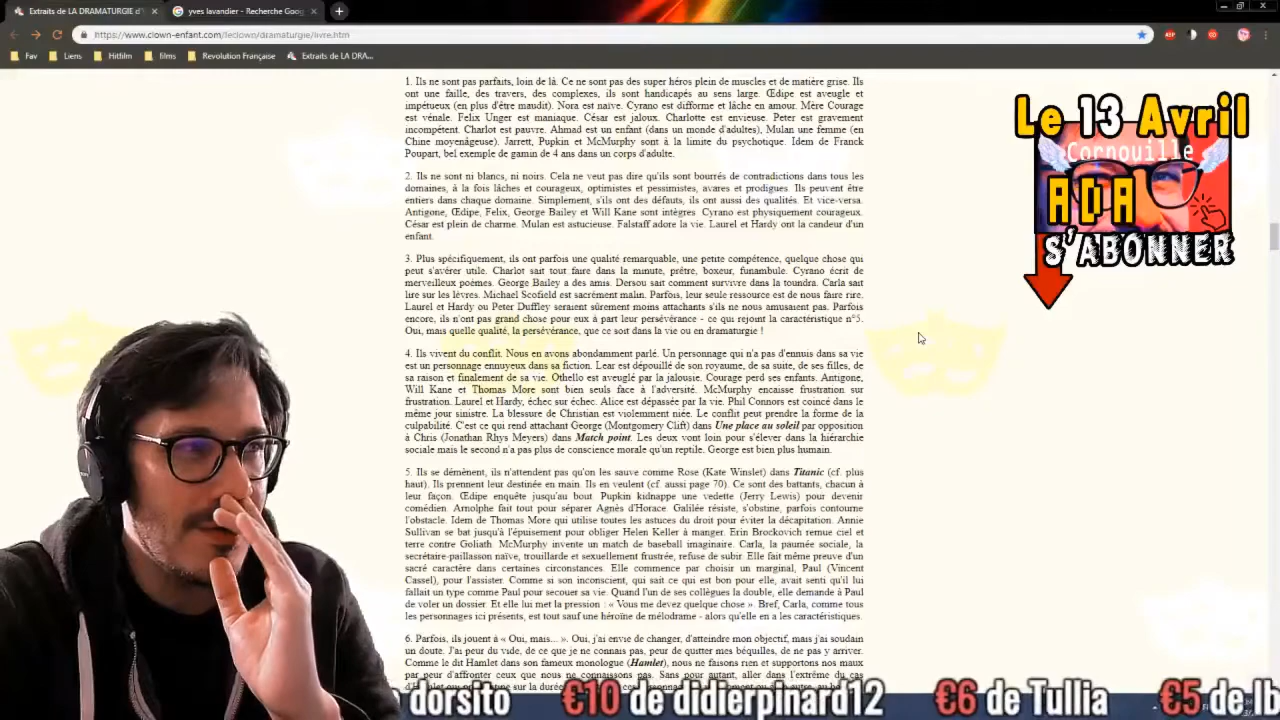 Extraits de LA DRAMATURGIE d'
yves lavandier - Recherche Goo
https://www.clown-enfant.com/leclown/dramaturgie/livre.htm
Fav
Liens
Hitfilm
films
Revolution Française
Extraits de LA DRA...
1. Ils ne sont pas parfaits, loin de là. Ce ne sont pas des super héros plein de muscles et de matière grise. Ils
ont une faille, des travers, des complexes, ils sont handicapés au sens large. Œdipe est aveugle et
impétueux (en plus d'être maudit). Nora est naïve. Cyrano est difforme et lâche en amour. Mère Courage
est vénale. Felix Unger est maniaque. César est jaloux. Charlotte est envieuse. Peter est gravement
incompétent. Charlot est pauvre. Ahmad est un enfant (dans un monde d'adultes), Mulan une femme (en
Chine moyenâgeuse). Jarrett, Pupkin et McMurphy sont à la limite du psychotique. Idem de Franck
Poupart, bel exemple de gamin de 4 ans dans un corps d'adulte.
2. Ils ne sont ni blancs, ni noirs. Cela ne veut pas dire qu'ils sont bourrés de contradictions dans tous les
domaines, à la fois lâches et courageux, optimistes et pessimistes, avares et prodigues. Ils peuvent être
entiers dans chaque domaine. Simplement, s'ils ont des défauts, ils ont aussi des qualités. Et vice-versa.
Antigone, Œdipe, Felix, George Bailey et Will Kane sont intègres. Cyrano est physiquement courageux.
César est plein de charme. Mulan est astucieuse. Falstaff adore la vie. Laurel et Hardy ont la candeur d'un
enfant.
3. Plus spécifiquement, ils ont parfois une qualité remarquable, une petite compétence, quelque chose qui
peut s'avérer utile. Charlot sait tout faire dans la minute, prêtre, boxeur, funambule. Cyrano écrit de
merveilleux poèmes. George Bailey a des amis. Dersou sait comment survivre dans la toundra. Carla sait
lire sur les lèvres. Michael Scofield est sacrément malin. Parfois, leur seule ressource est de nous faire rire.
Laurel et Hardy ou Peter Duffley seraient sûrement moins attachants s'ils ne nous amusaient pas. Parfois
encore, ils n'ont pas grand chose pour eux à part leur persévérance - ce qui rejoint la caractéristique n°5.
Oui, mais quelle qualité, la persévérance, que ce soit dans la vie ou en dramaturgie !
4. Ils vivent du conflit. Nous en avons abondamment parlé. Un personnage qui n'a pas d'ennuis dans sa vie
est un personnage ennuyeux dans sa fiction. Lear est dépouillé de son royaume, de sa suite, de ses filles, de
sa raison et finalement de sa vie. Othello est aveuglé par la jalousie. Courage perd ses enfants. Antigone,
Will Kane et Thomas More sont bien seuls face à l'adversité. McMurphy encaisse frustration sur
frustration. Laurel et Hardy, échec sur échec. Alice est dépassée par la vie. Phil Connors est coincé dans le
même jour sinistre. La blessure de Christian est violemment niée. Le conflit peut prendre la forme de la
culpabilité. C'est ce qui rend attachant George (Montgomery Clift) dans Une place au soleil par opposition
à Chris (Jonathan Rhys Meyers) dans Match point. Les deux vont loin pour s'élever dans la hiérarchie
sociale mais le second n'a pas plus de conscience morale qu'un reptile. George est bien plus humain.
5. Ils se démènent, ils n'attendent pas qu'on les sauve comme Rose (Kate Winslet) dans Titanic (cf. plus
haut). Ils prennent leur destinée en main. Ils en veulent (cf. aussi page 70). Ce sont des battants, chacun à
leur façon. Œdipe enquête jusqu'au bout. Pupkin kidnappe une vedette (Jerry Lewis) pour devenir
comédien. Arnolphe fait tout pour séparer Agnès d'Horace. Galilée résiste, s'obstine, parfois contourne
l'obstacle. Idem de Thomas More qui utilise toutes les astuces du droit pour éviter la décapitation. Annie
Sullivan se bat jusqu'à l'épuisement pour obliger Helen Keller à manger. Erin Brockovich remue ciel et
terre contre Goliath. McMurphy invente un match de baseball imaginaire. Carla, la paumée sociale, la
secrétaire-paillasson naïve, trouillarde et sexuellement frustrée, refuse de subir. Elle fait même preuve d'un
sacré caractère dans certaines circonstances. Elle commence par choisir un marginal, Paul (Vincent
Cassel), pour l'assister. Comme si son inconscient, qui sait ce qui est bon pour elle, avait senti qu'il lui
fallait un type comme Paul pour secouer sa vie. Quand l'un de ses collègues la double, elle demande à Paul
de voler un dossier. Et elle lui met la pression : « Vous me devez quelque chose ». Bref, Carla, comme tous
les personnages ici présents, est tout sauf une héroïne de mélodrame - alors qu'elle en a les caractéristiques.
6. Parfois, ils jouent à « Oui, mais... ». Oui, j'ai envie de changer, d'atteindre mon objectif, mais j'ai soudain
un doute. J'ai peur du vide, de ce que je ne connais pas, peur de quitter mes béquilles, de ne pas y arriver.
Comme le dit Hamlet dans son fameux monologue (Hamlet), nous ne faisons rien et supportons nos maux
par peur d'affronter ceux que nous ne connaissons pas. Sans pour autant, aller dans l'extrême du cas
Le 13 Avril
Cornouille
ADA
S'ABONNER
dorsito €10 de didierpinard12 €6 de Tullia €5 de lb